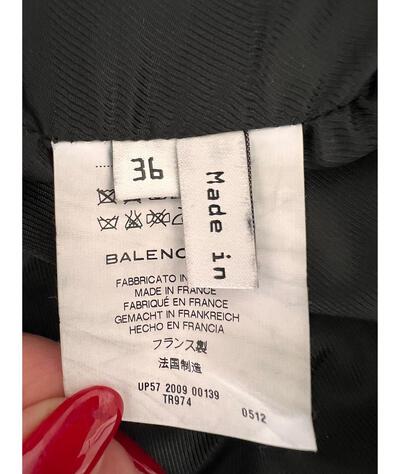 36
Made in
BALENC
FABBRICATO IN
MADE IN FRANCE
FABRIQUÉ EN FRANCE
GEMACHT IN FRANKREICH
HECHO EN FRANCIA
フランス製
法国制造
UP57 2009 00139
TR974
0512